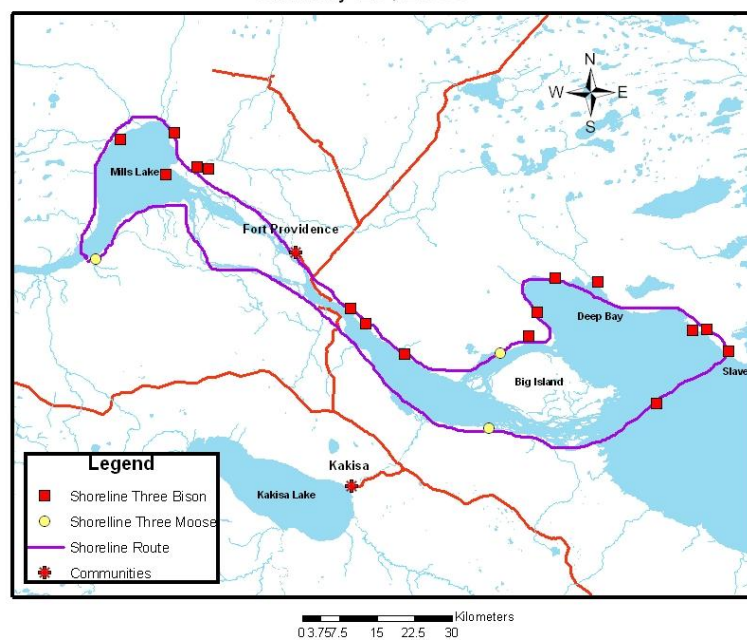 N
W E
S
Mills Lake
Fort Providence
Deep Bay
Slave
Big Island
Kakisa
Kakisa Lake
Legend
Shoreline Three Bison
Shorelline Three Moose
Shoreline Route
Communities
Kilometers
0 3.757.5 15 22.5 30